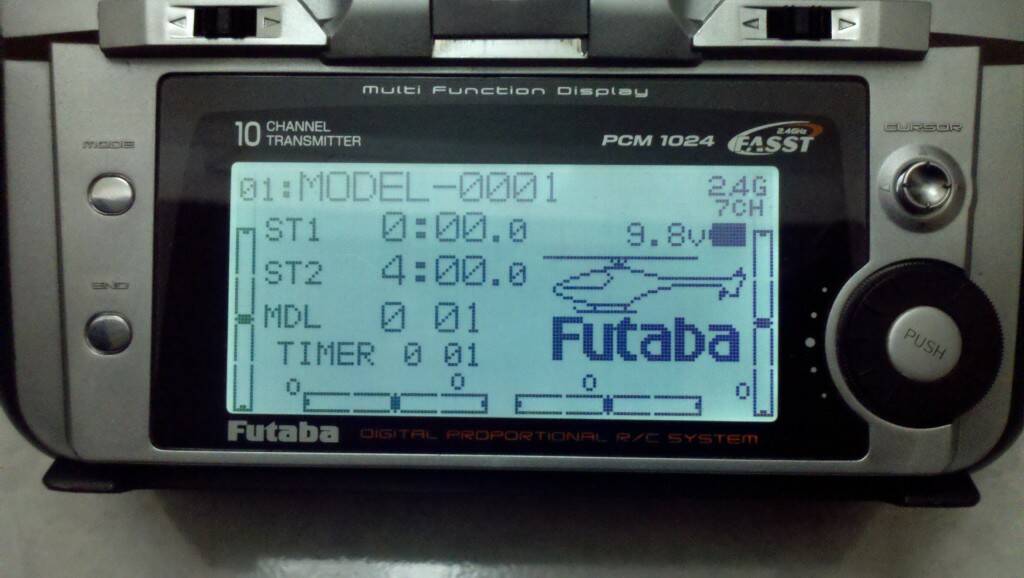 Multi Function Display
10 CHANNEL
TRANSMITTER
PCM 1024
2.4GHz
FASST
MODE
CURSOR
01:MODEL-0001
2.4G
7CH
ST1 0:00.0
9.8v
ST2 4:00.0
END
MDL 0 01
Futaba
TIMER 0 01
PUSH
0 0 0 0
Futaba DIGITAL PROPORTIONAL R/C SYSTEM